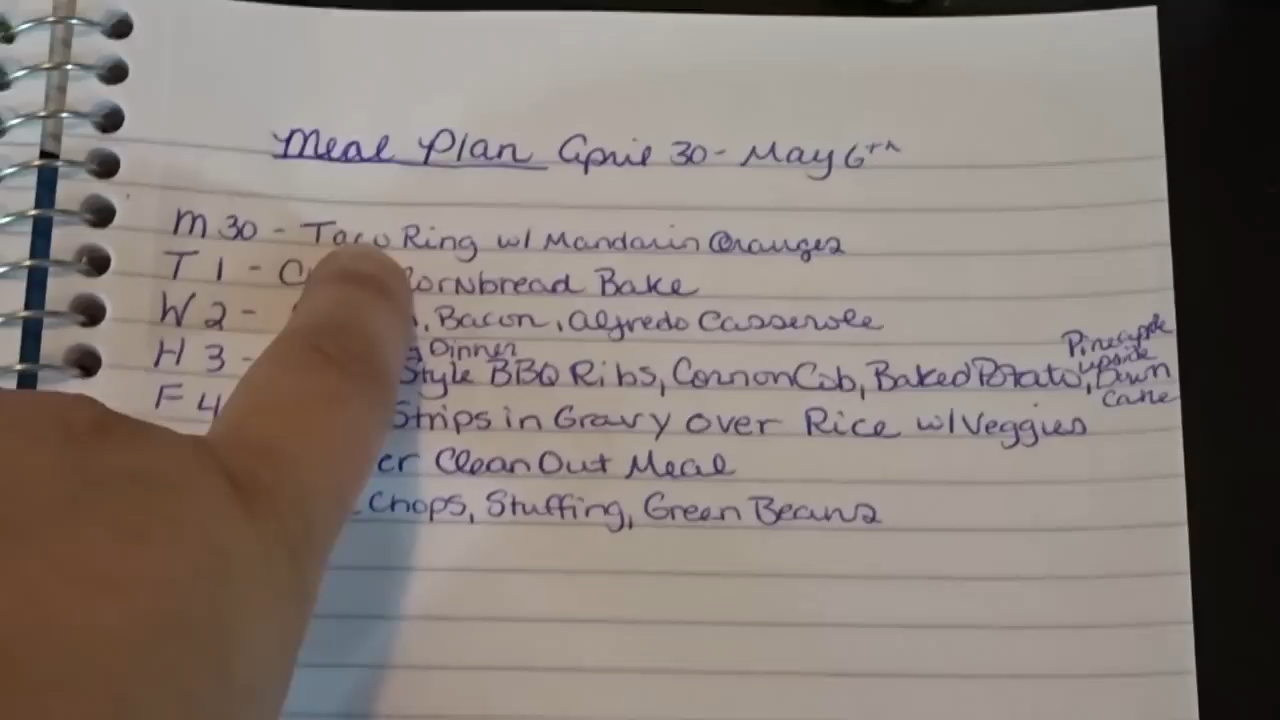 Meal Plan April 30 - May 6th
M 30 - Taco Ring w/ Mandarin Oranges
T 1 - Cornbread Bake
W 2 - , Bacon, Alfredo Casserole
H 3 - Dinner
F 4 Style BBQ Ribs, Corn on Cob, Baked Potato, Pineapple upside Down Cake
Strips in Gravy over Rice w/ Veggies
er Clean Out Meal
Chops, Stuffing, Green Beans